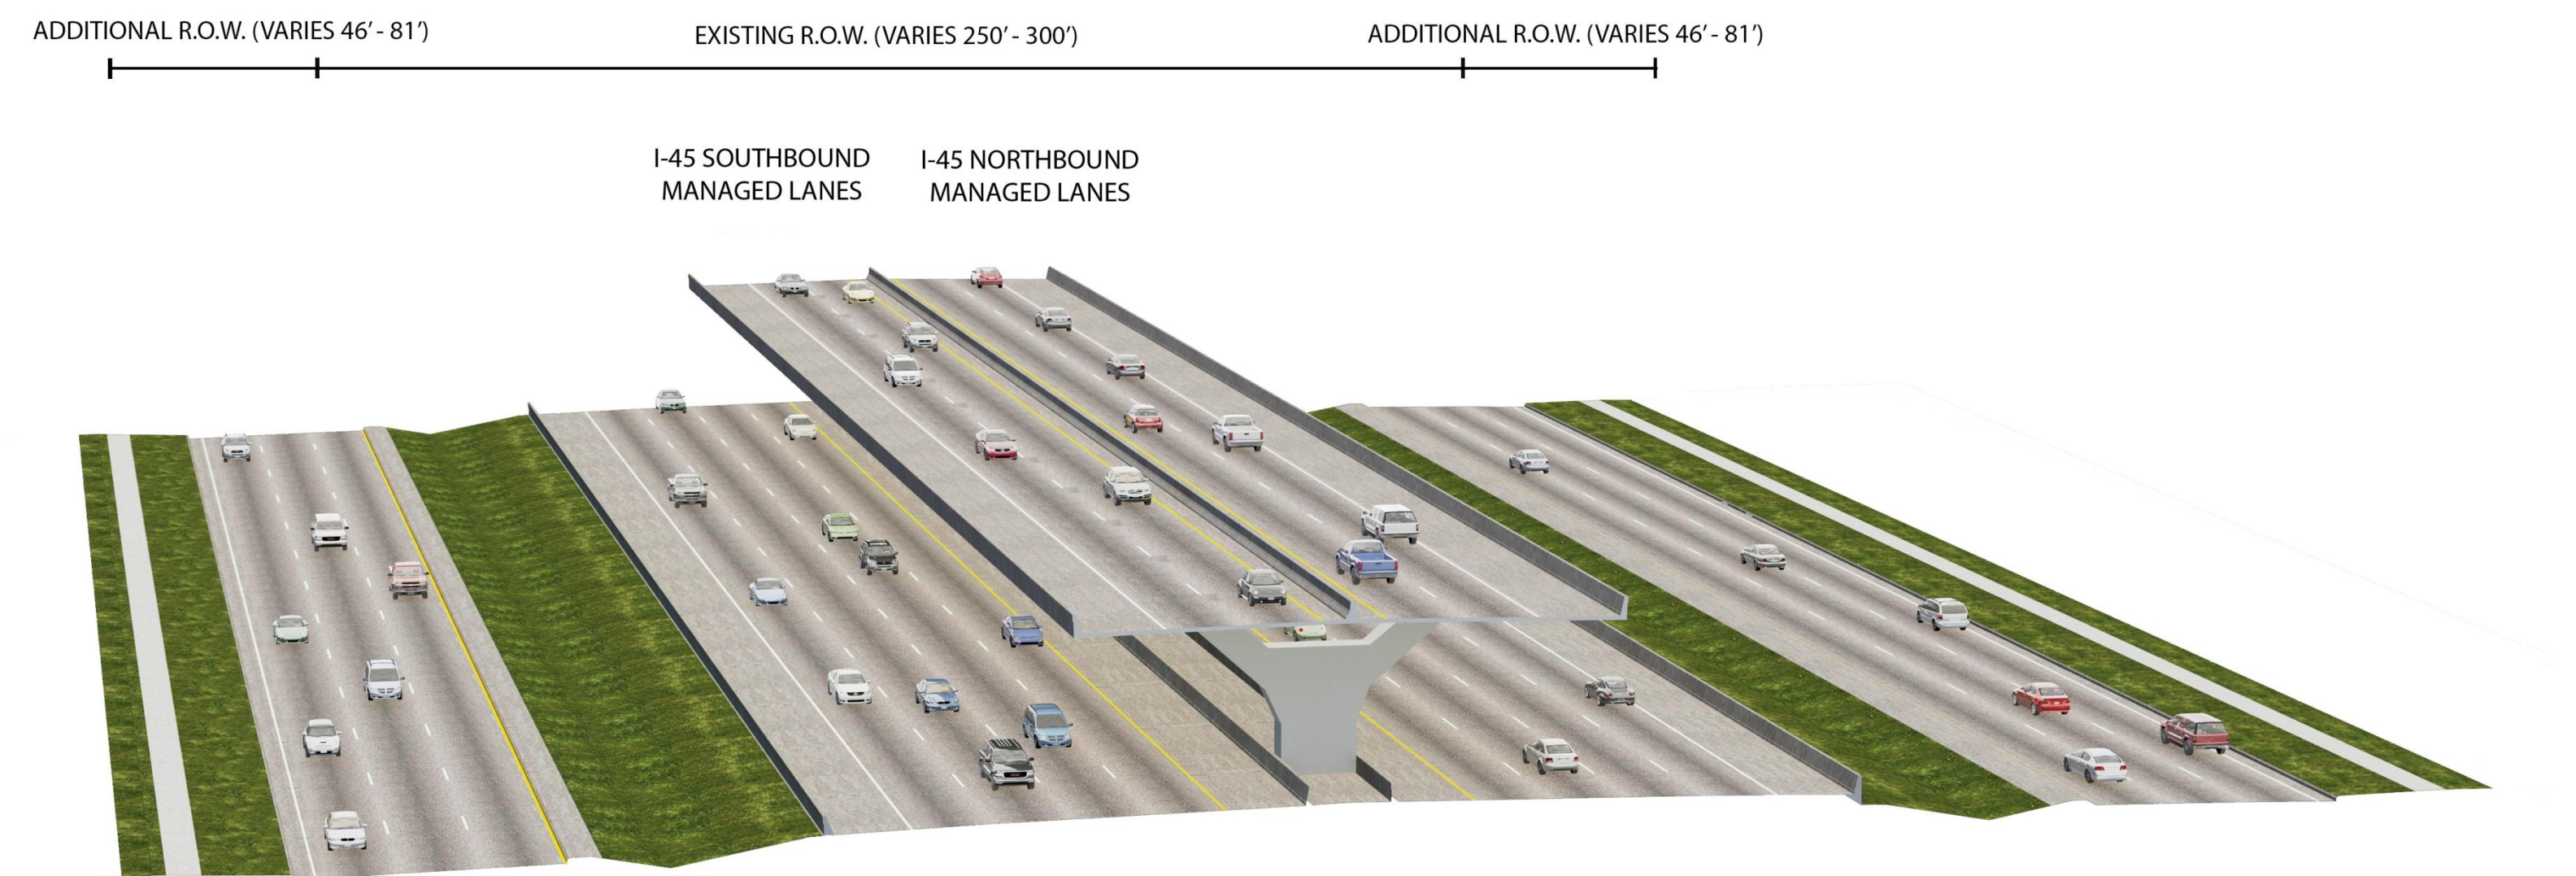 ADDITIONAL R.O.W. (VARIES 46' - 81')
EXISTING R.O.W. (VARIES 250' - 300')
ADDITIONAL R.O.W. (VARIES 46' - 81')
I-45 SOUTHBOUND
MANAGED LANES
I-45 NORTHBOUND
MANAGED LANES